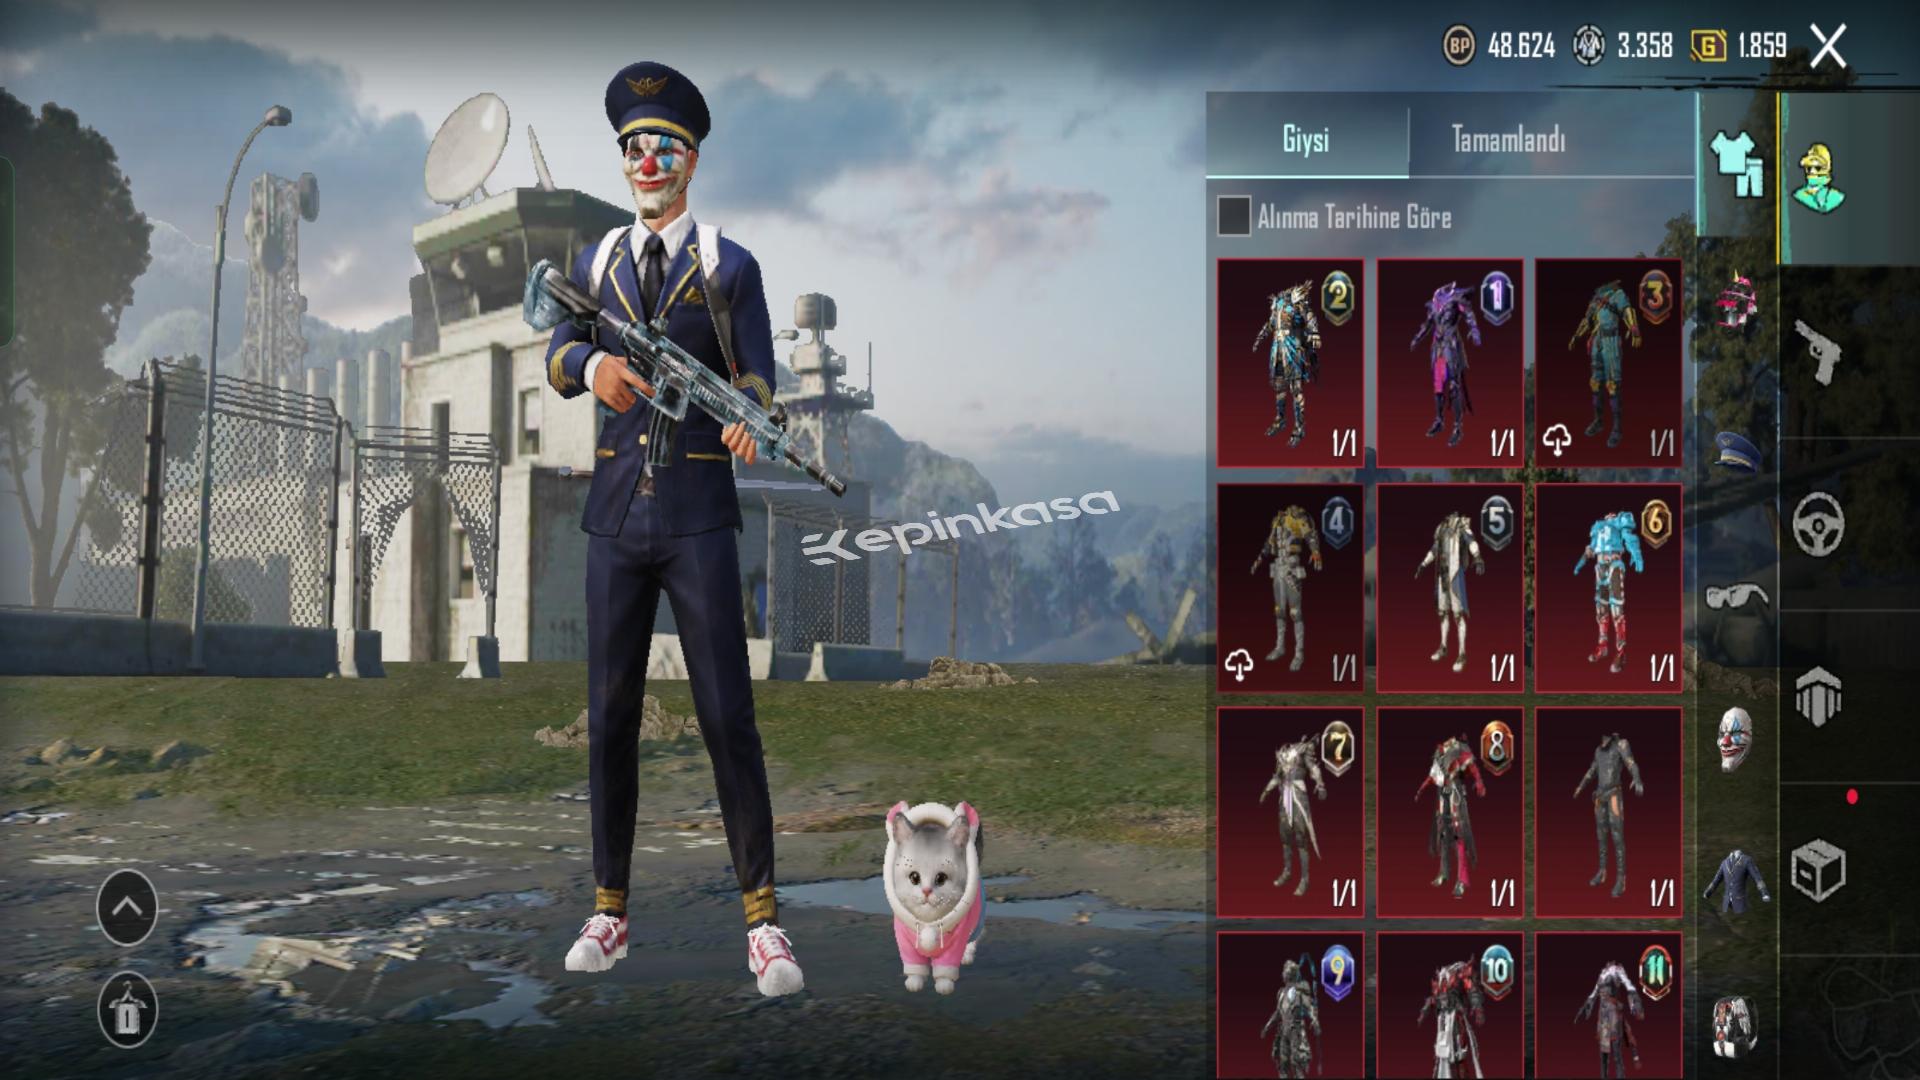 BP 48.624 3.358 G 1.859
Giysi Tamamlandı
Alınma Tarihine Göre
2 1 3
1/1 1/1 1/1
4 5 6
1/1 1/1 1/1
7 8
1/1 1/1 1/1
9 10 11
epinkasa
1